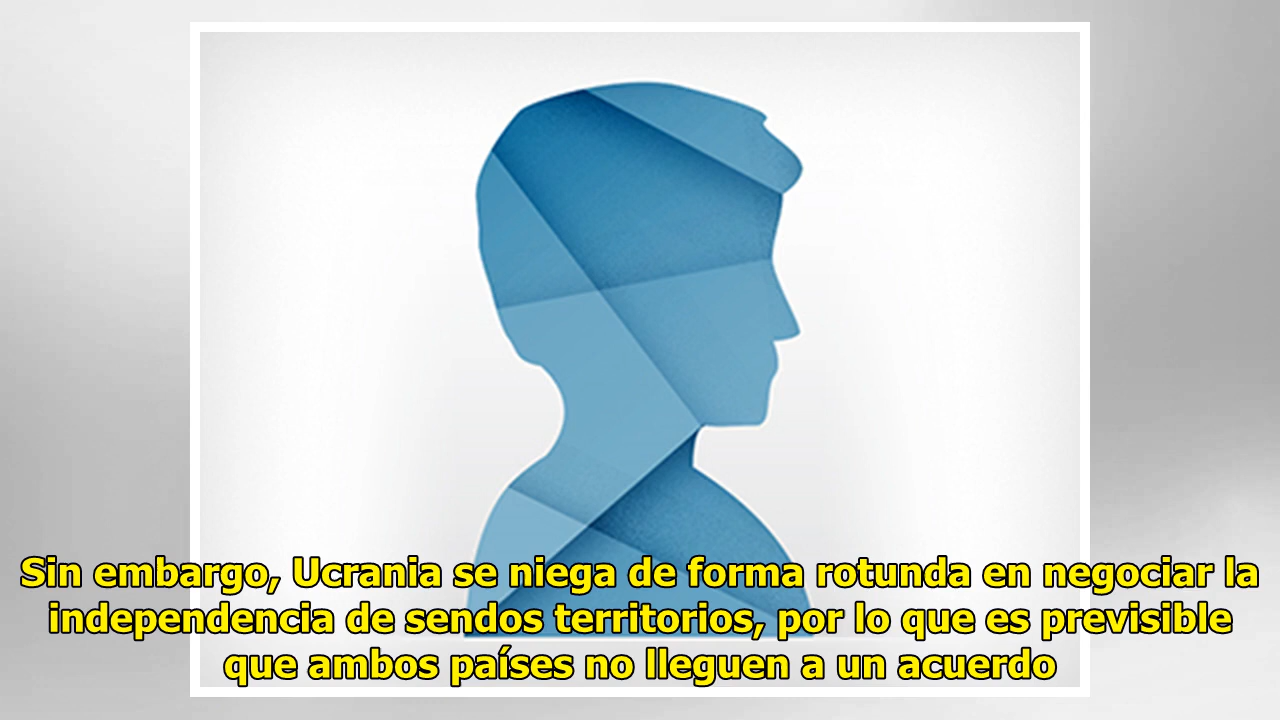 Sin embargo, Ucrania se niega de forma rotunda en negociar la
independencia de sendos territorios, por lo que es previsible
que ambos países no lleguen a un acuerdo